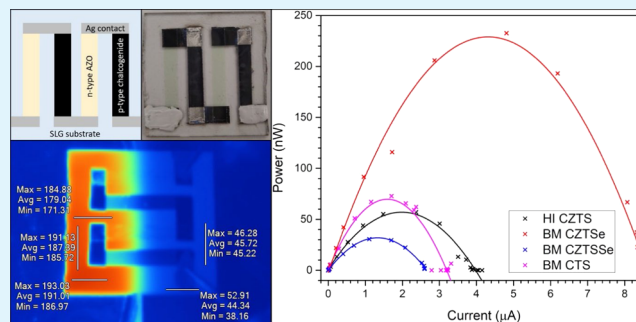 Ag contact
n-type AZO
p-type chalcogenide
SLG substrate
Max = 184.88
Avg = 179.04
Min = 171.31
Max = 191.13
Avg = 187.39
Min = 185.72
Max = 193.03
Avg = 191.01
Min = 186.97
Max = 46.28
Avg = 45.72
Min = 45.22
Max = 52.91
Avg = 44.34
Min = 38.16
Power (nW)
250
200
150
100
50
0
HI CZTS
BM CZTSe
BM CZTSSe
BM CTS
0 1 2 3 4 5 6 7 8
Current (µA)